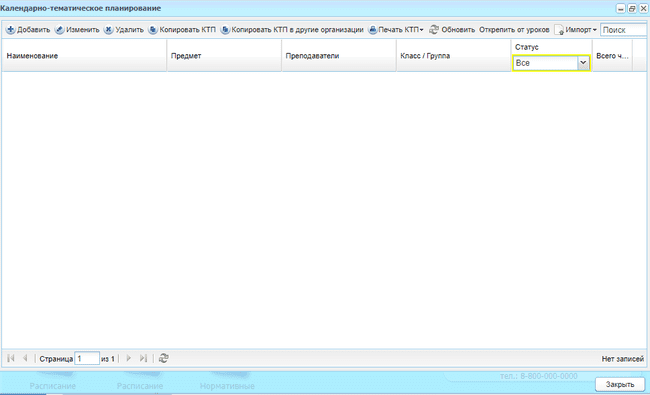 Календарно-тематическое планирование
Добавить Изменить Удалить Копировать КТП Копировать КТП в другие организации Печать КТП Обновить Открепить от уроков Импорт Поиск
Наименование Предмет Преподаватели Класс / Группа Статус Всего ч...
Все
Страница 1 из 1 Нет записей
тел.: 8-800-000-0000
Расписание Расписание Нормативные
Закрыть